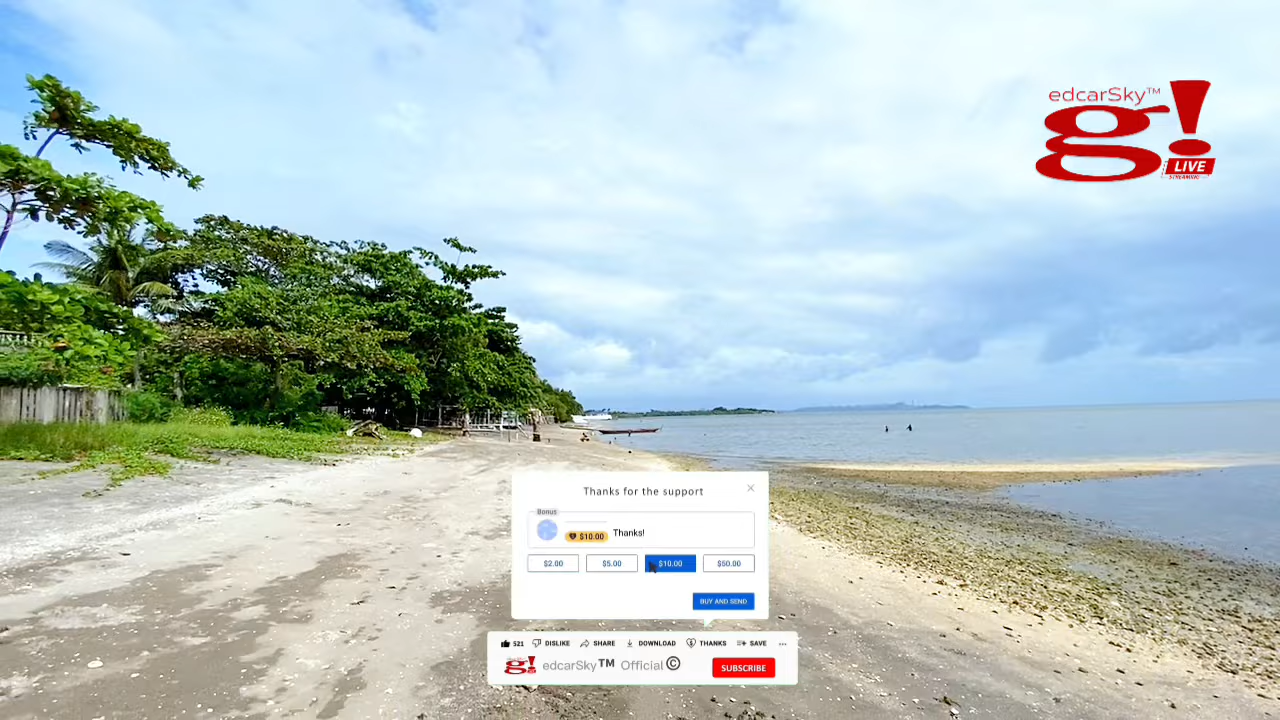 edcarSky™
g!
LIVE
STREAMING
Thanks for the support
Bonus
$10.00 Thanks!
$2.00 $5.00 $10.00 $50.00
BUY AND SEND
521 DISLIKE SHARE DOWNLOAD THANKS SAVE
g! edcarSky™ Official ©
SUBSCRIBE